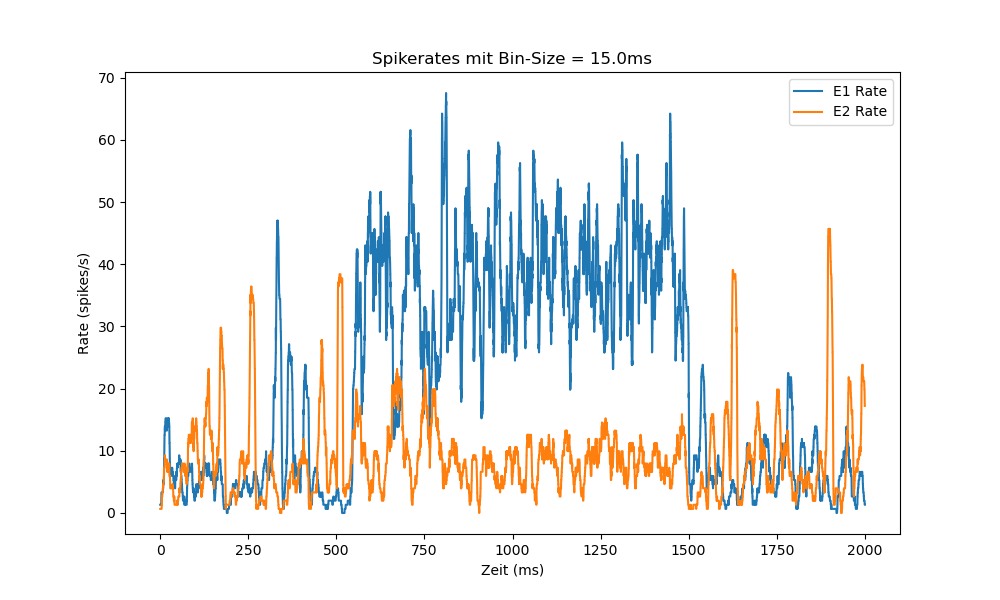 Spikerates mit Bin-Size = 15.0ms
E1 Rate
E2 Rate
Rate (spikes/s)
70
60
50
40
30
20
10
0
0 250 500 750 1000 1250 1500 1750 2000
Zeit (ms)